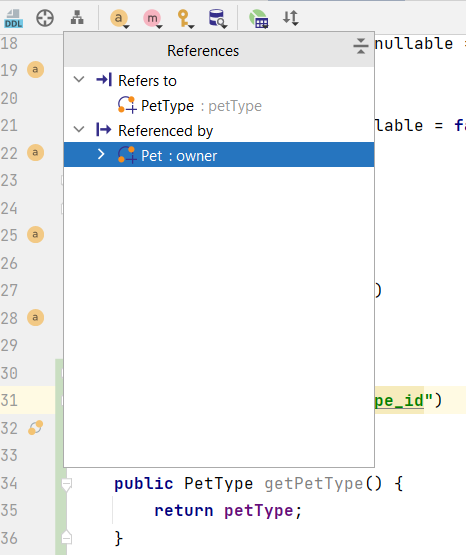 DDL
a m
References
18 nullable =
19 a
Refers to
20
PetType : petType
21 lable = fa
Referenced by
22 a
Pet : owner
23
24
25 a
26
27 )
28 a
29
30
31 pe_id")
32
33
34 public PetType getPetType() {
35 return petType;
36 }